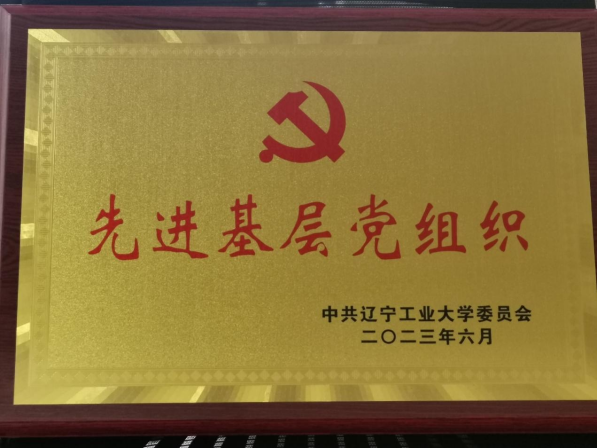 先进基层党组织
中共辽宁工业大学委员会
二〇二三年六月